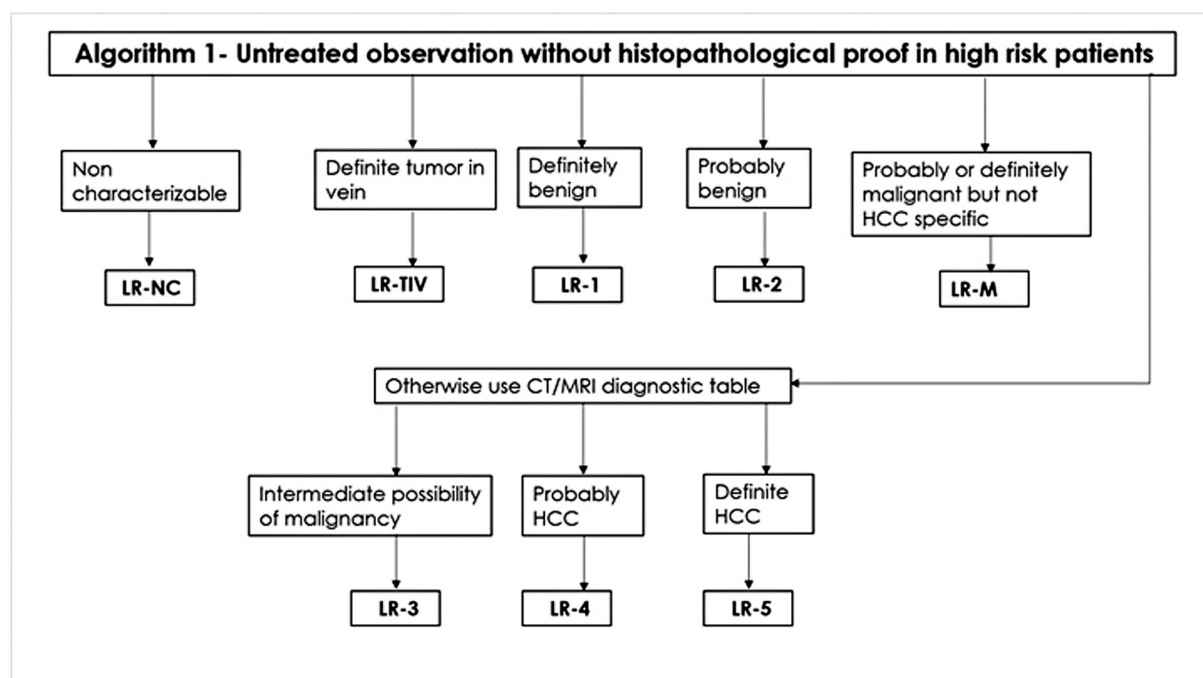 Algorithm 1- Untreated observation without histopathological proof in high risk patients
Non
characterizable
Definite tumor in
vein
Definitely
benign
Probably
benign
Probably or definitely
malignant but not
HCC specific
LR-NC
LR-TIV
LR-1
LR-2
LR-M
Otherwise use CT/MRI diagnostic table
Intermediate possibility
of malignancy
Probably
HCC
Definite
HCC
LR-3
LR-4
LR-5